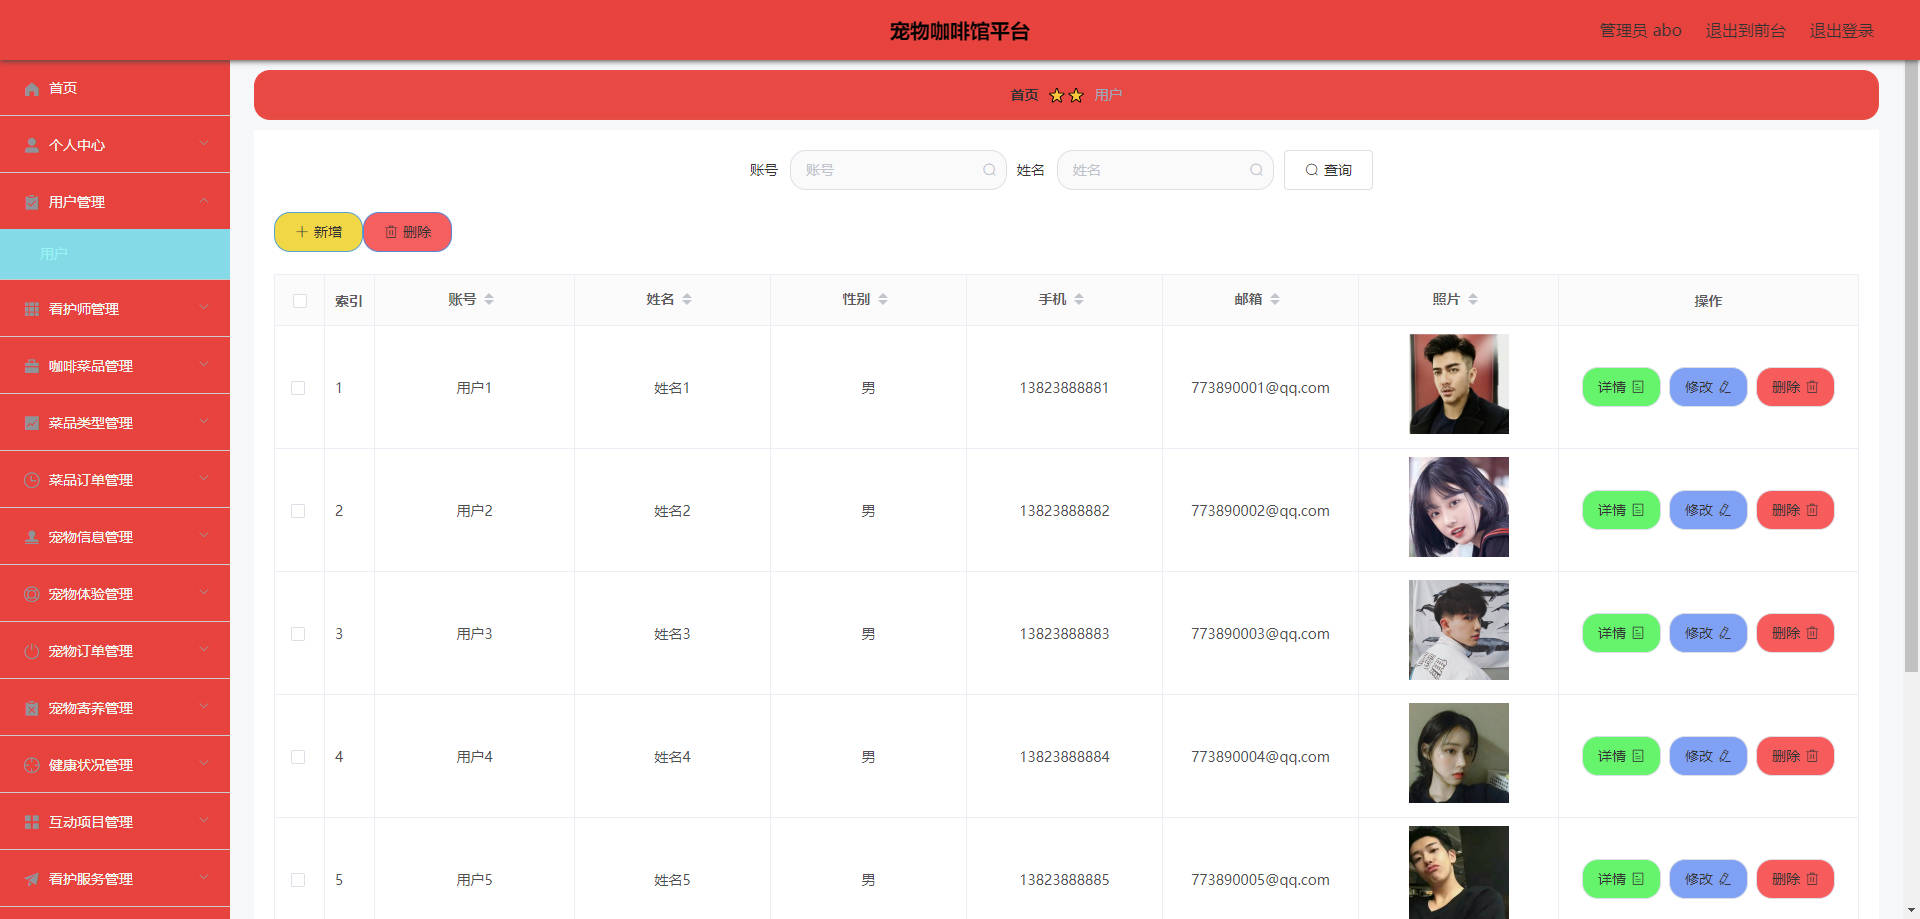 宠物咖啡馆平台
管理员 abo 退出到前台 退出登录
首页
个人中心
用户管理
用户
看护师管理
咖啡菜品管理
菜品类型管理
菜品订单管理
宠物信息管理
宠物体验管理
宠物订单管理
宠物寄养管理
健康状况管理
互动项目管理
看护服务管理
首页 用户
账号 账号 姓名 姓名 查询
新增 删除
索引 账号 姓名 性别 手机 邮箱 照片 操作
1 用户1 姓名1 男 13823888881 773890001@qq.com 详情 修改 删除
2 用户2 姓名2 男 13823888882 773890002@qq.com 详情 修改 删除
3 用户3 姓名3 男 13823888883 773890003@qq.com 详情 修改 删除
4 用户4 姓名4 男 13823888884 773890004@qq.com 详情 修改 删除
5 用户5 姓名5 男 13823888885 773890005@qq.com 详情 修改 删除